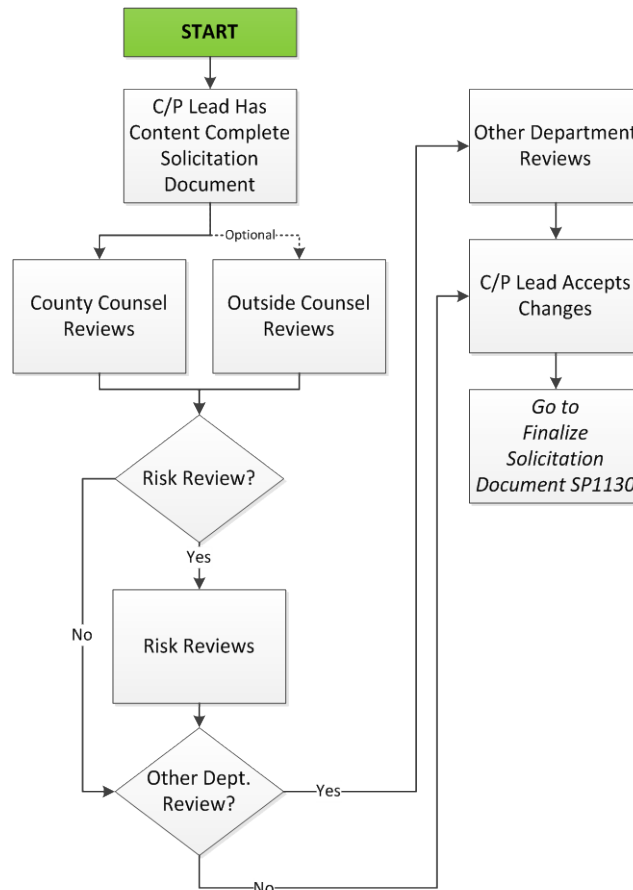 START
C/P Lead Has
Content Complete
Solicitation
Document
Optional
County Counsel
Reviews
Outside Counsel
Reviews
Risk Review?
Yes
No
Risk Reviews
Other Dept.
Review?
Yes
No
Other Department
Reviews
C/P Lead Accepts
Changes
Go to
Finalize
Solicitation
Document SP1130